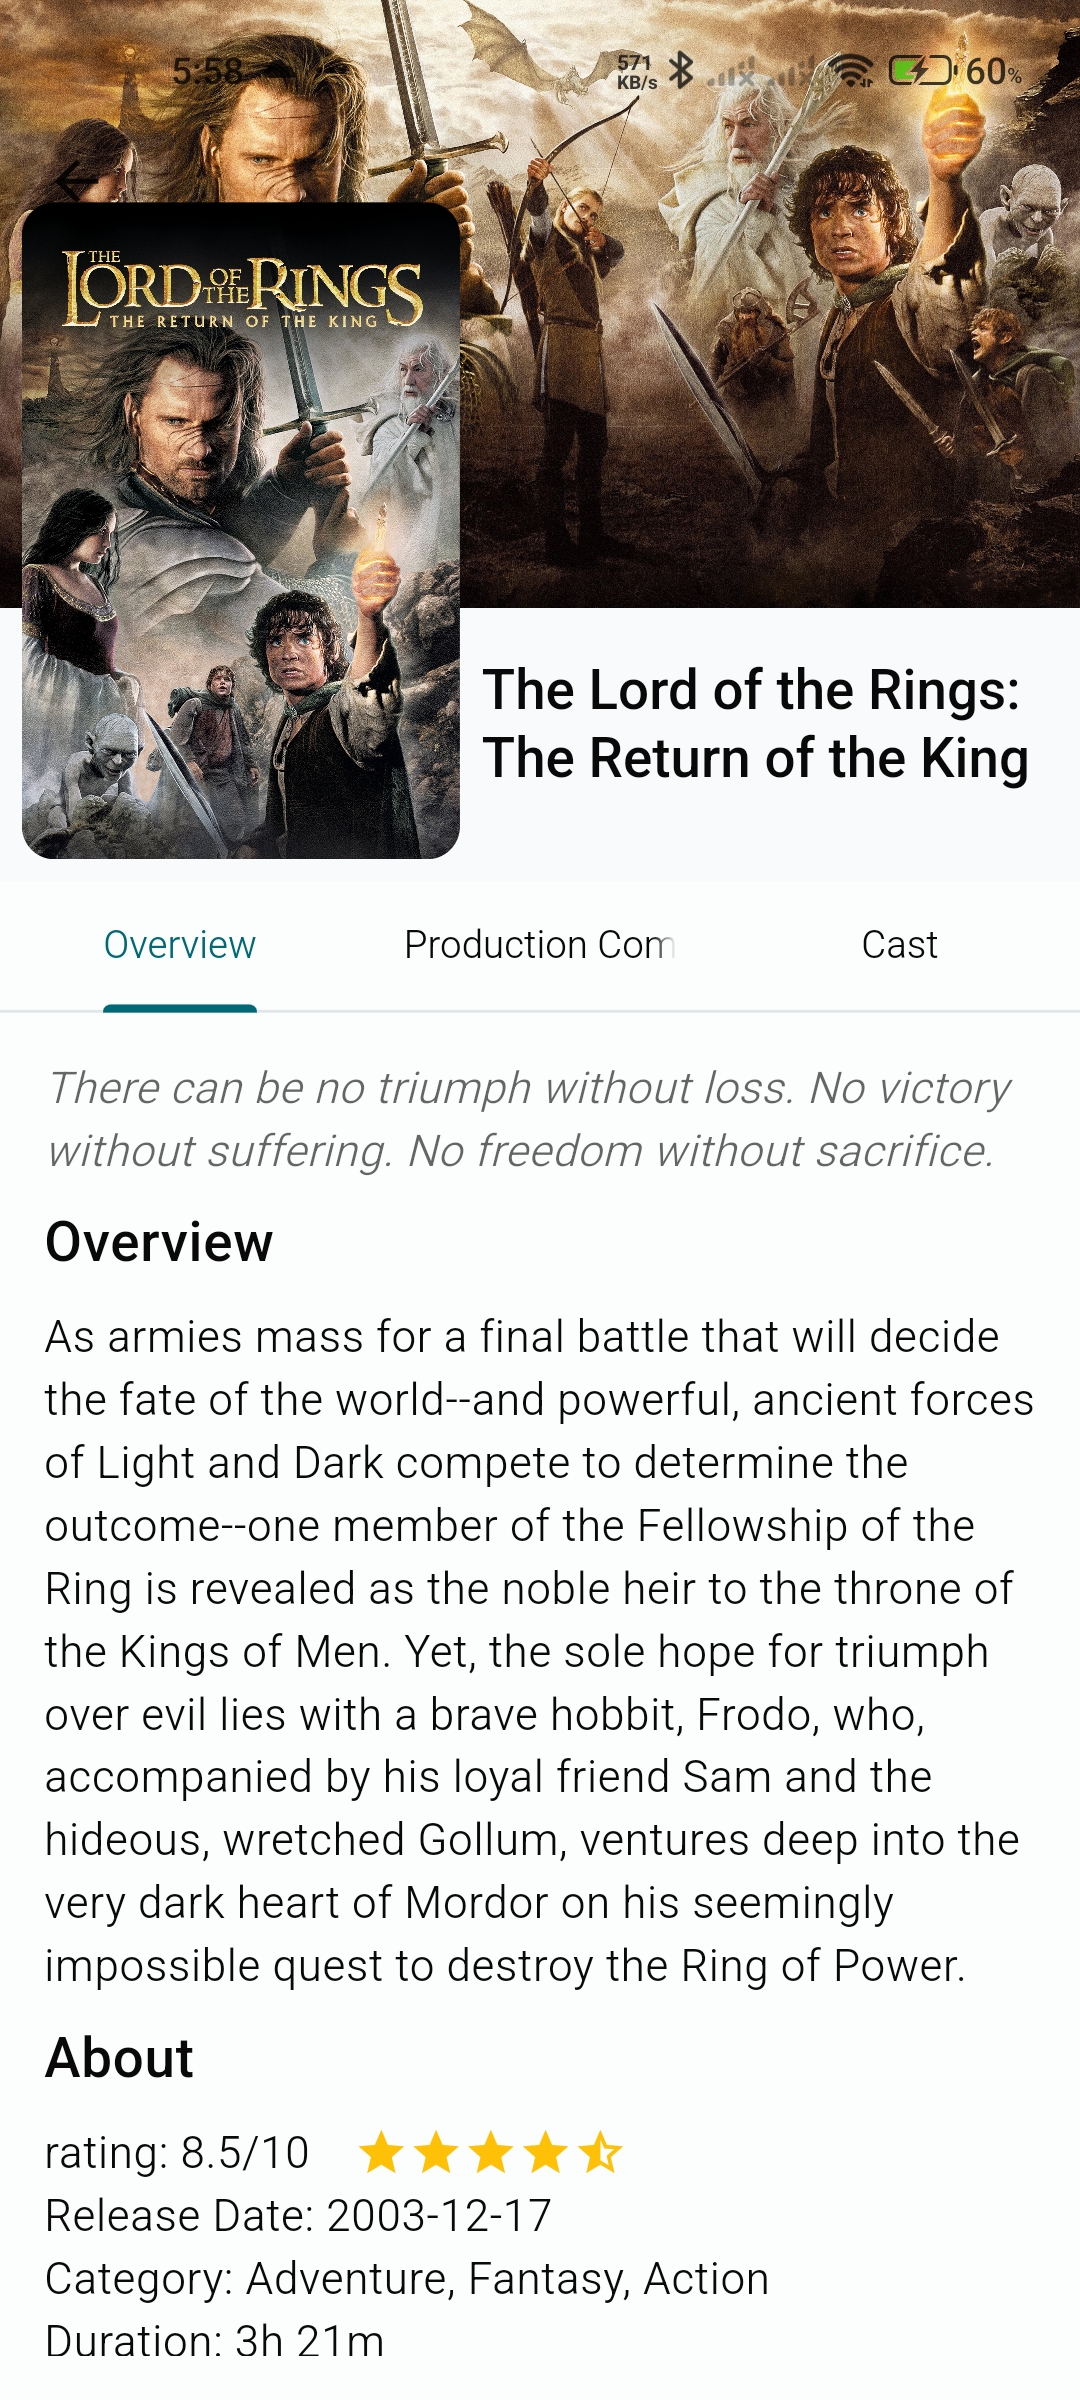 5:58
571
KB/s
60%
THE
LORD OF THE RINGS
THE RETURN OF THE KING
The Lord of the Rings:
The Return of the King
Overview
Production Com
Cast
There can be no triumph without loss. No victory
without suffering. No freedom without sacrifice.
Overview
As armies mass for a final battle that will decide
the fate of the world--and powerful, ancient forces
of Light and Dark compete to determine the
outcome--one member of the Fellowship of the
Ring is revealed as the noble heir to the throne of
the Kings of Men. Yet, the sole hope for triumph
over evil lies with a brave hobbit, Frodo, who,
accompanied by his loyal friend Sam and the
hideous, wretched Gollum, ventures deep into the
very dark heart of Mordor on his seemingly
impossible quest to destroy the Ring of Power.
About
rating: 8.5/10
Release Date: 2003-12-17
Category: Adventure, Fantasy, Action
Duration: 3h 21m